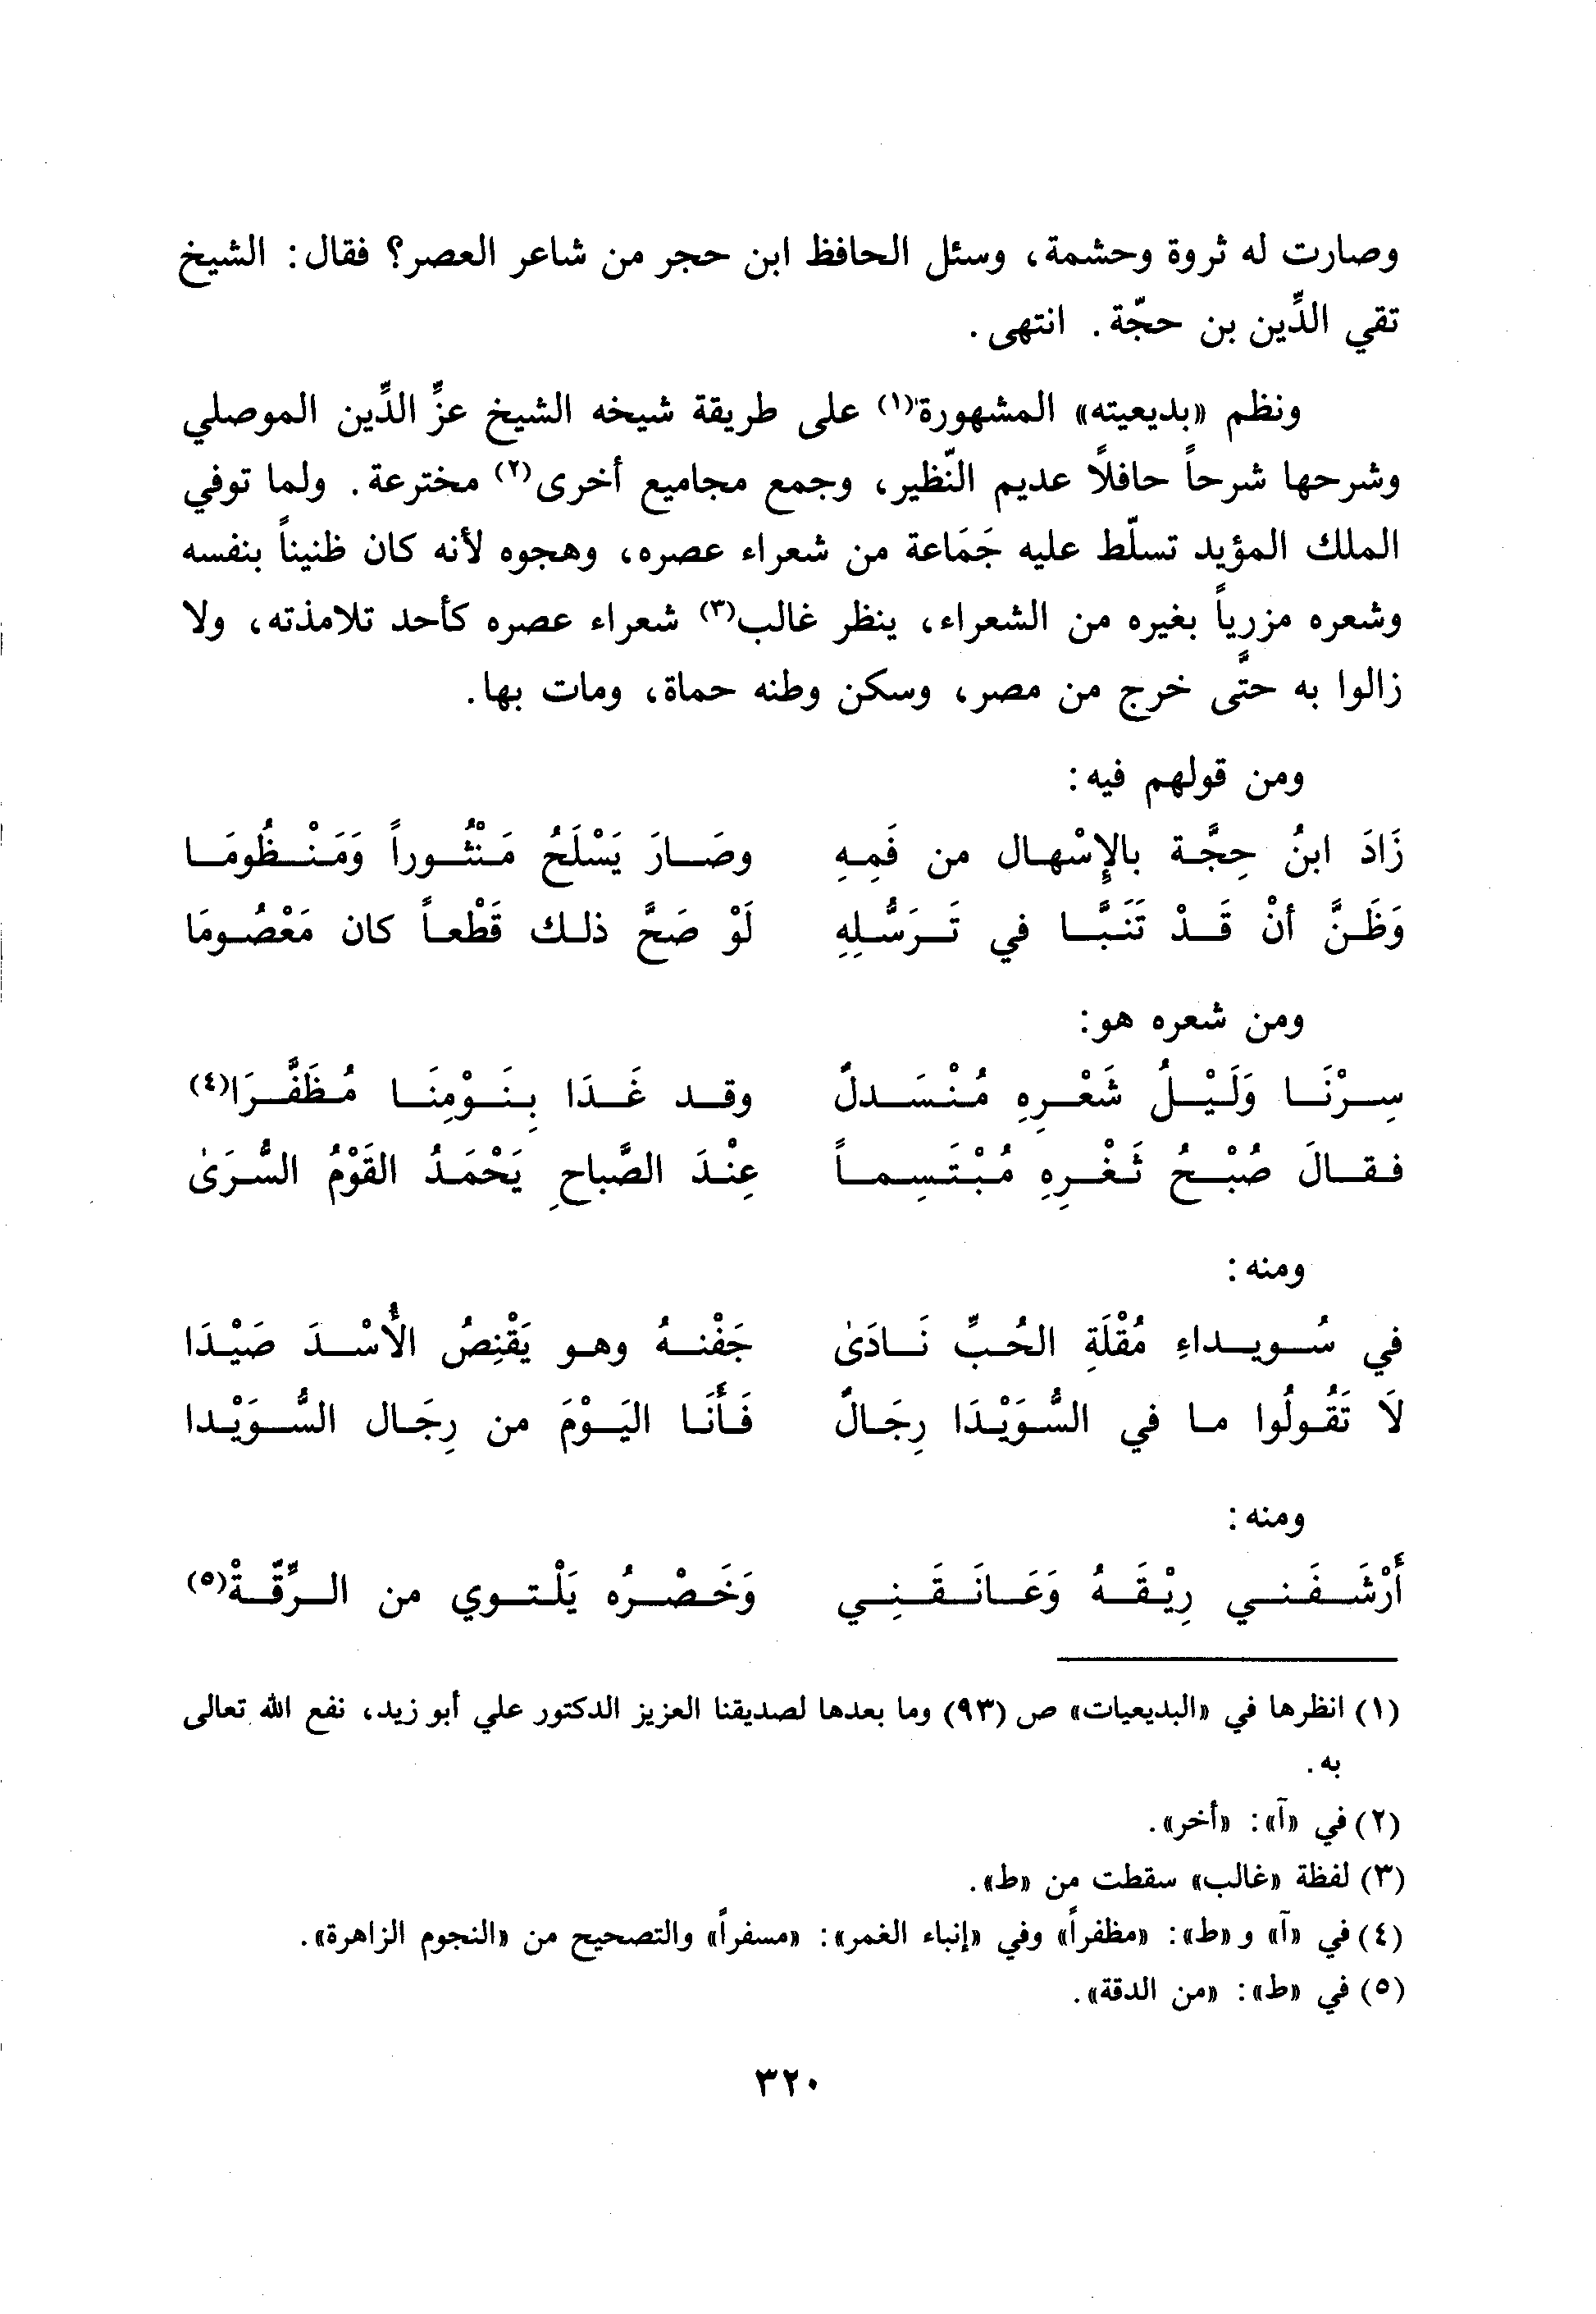 وصارت له ثروة وحشمة، وسئل الحافظ ابن حجر من شاعر العصر؟ فقال: الشيخ
تقي الدِّين بن حجّة. انتهى.
ونظم «بديعيته» المشهورة(١) على طريقة شيخه الشيخ عزِّ الدِّين الموصلي
وشرحها شرحاً حافلاً عديم النّظير، وجمع مجاميع أخرى(٢) مخترعة. ولما توفي
الملك المؤيد تسلّط عليه جَمَاعة من شعراء عصره، وهجوه لأنه كان ظنيناً بنفسه
وشعره مزرياً بغيره من الشعراء، ينظر غالب(٣) شعراء عصره كأحد تلامذته، ولا
زالوا به حتَّى خرج من مصر، وسكن وطنه حماة، ومات بها.
ومن قولهم فيه:
زَادَ ابنُ حِجَّة بالإِسْهال من فَمِهِ وصَارَ يَسْلَحُ مَنْثُوراً وَمَنْظُومَا
وَظَنَّ أنْ قَدْ تَنَبَّا في تَرَسُّلِهِ لَوْ صَحَّ ذلك قَطْعاً كان مَعْصُومَا
ومن شعره هو:
سِرْنَا وَلَيْلُ شَعْرِهِ مُنْسَدلٌ وقد غَدَا بِنَوْمِنَا مُظَفَّرَا(٤)
فقالَ صُبْحُ ثَغْرِهِ مُبْتَسِماً عِنْدَ الصَّباحِ يَحْمَدُ القَوْمُ السُّرَىٰ
ومنه:
في سُويداءِ مُقْلَةِ الحُبِّ نَادَىٰ جَفْنهُ وهو يَقْنِصُ الأُسْدَ صَيْدَا
لاَ تَقُولُوا ما في السُّوَيْدَا رِجَالٌ فَأَنَا اليَوْمَ من رِجَال السُّوَيْدا
ومنه:
أَرْشَفَني رِيْقَهُ وَعَانَقَنِي وَخَصْرُه يَلْتوي من الرِّقَّةْ(٥)
(١) انظرها في «البديعيات» ص (٩٣) وما بعدها لصديقنا العزيز الدكتور علي أبو زيد، نفع الله تعالى
به.
(٢) في «آ»: «أخر».
(٣) لفظة «غالب» سقطت من «ط».
(٤) في «آ» و «ط»: «مظفراً» وفي «إنباء الغمر»: «مسفراً» والتصحيح من «النجوم الزاهرة».
(٥) في «ط»: «من الدقة».
٣٢٠